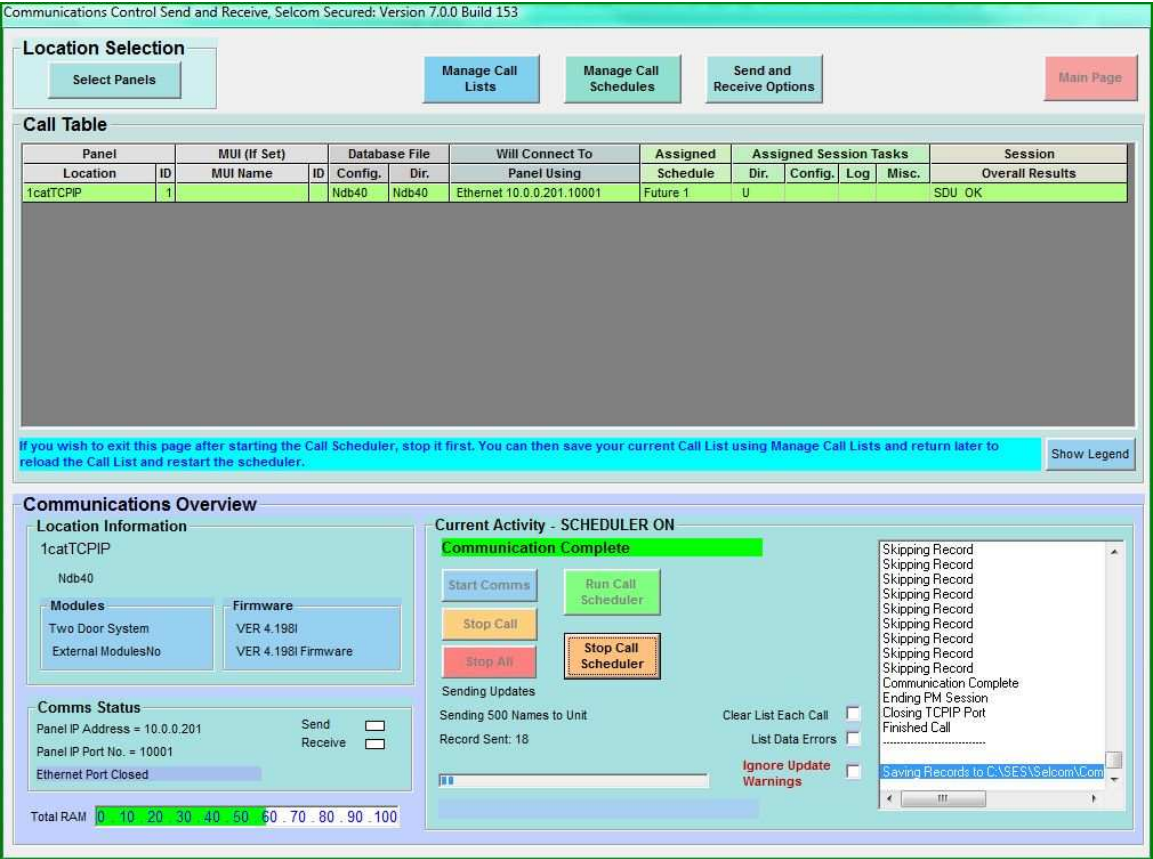 Communications Control Send and Receive, Selcom Secured: Version 7.0.0 Build 153
Location Selection
Select Panels
Manage Call
Lists
Manage Call
Schedules
Send and
Receive Options
Main Page
Call Table
Panel MUI (If Set) Database File Will Connect To Assigned Assigned Session Tasks Session
Location ID MUI Name ID Config. Dir. Panel Using Schedule Dir. Config. Log Misc. Overall Results
1catTCPIP 1 Ndb40 Ndb40 Ethernet 10.0.0.201.10001 Future 1 U SDU OK
If you wish to exit this page after starting the Call Scheduler, stop it first. You can then save your current Call List using Manage Call Lists and return later to
reload the Call List and restart the scheduler.
Show Legend
Communications Overview
Location Information
1catTCPIP
Ndb40
Modules
Two Door System
External ModulesNo
Firmware
VER 4.198I
VER 4.198I Firmware
Comms Status
Panel IP Address = 10.0.0.201
Panel IP Port No. = 10001
Ethernet Port Closed
Send
Receive
Total RAM 0 . 10 . 20 . 30 . 40 . 50 . 60 . 70 . 80 . 90 . 100
Current Activity - SCHEDULER ON
Communication Complete
Start Comms
Run Call
Scheduler
Stop Call
Stop All
Stop Call
Scheduler
Sending Updates
Sending 500 Names to Unit
Record Sent: 18
Clear List Each Call
List Data Errors
Ignore Update
Warnings
Skipping Record
Skipping Record
Skipping Record
Skipping Record
Skipping Record
Skipping Record
Skipping Record
Skipping Record
Skipping Record
Communication Complete
Ending PM Session
Closing TCPIP Port
Finished Call
------------------------------
Saving Records to C:\SES\Selcom\Com